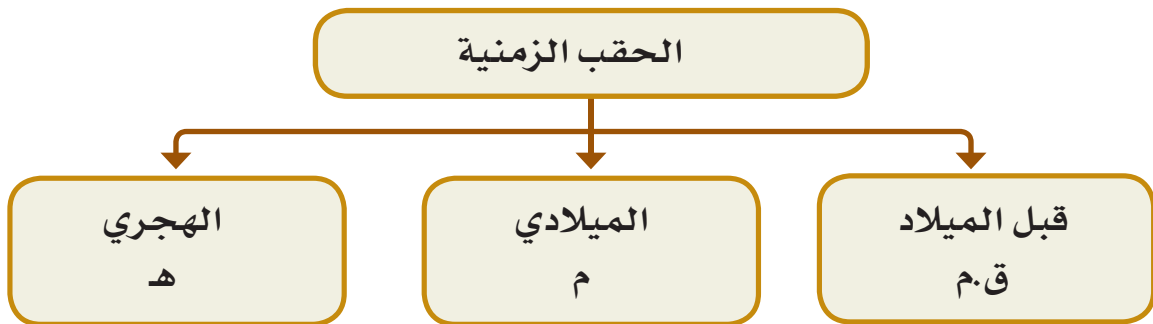 الحقب الزمنية
قبل الميلاد
ق.م
الميلادي
م
الهجري
هـ